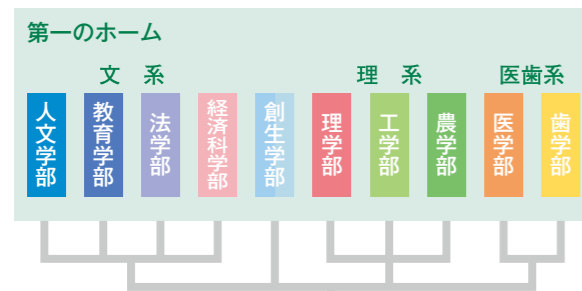 第一のホーム
文 系
理 系
医歯系
人文学部
教育学部
法学部
経済科学部
創生学部
理学部
工学部
農学部
医学部
歯学部